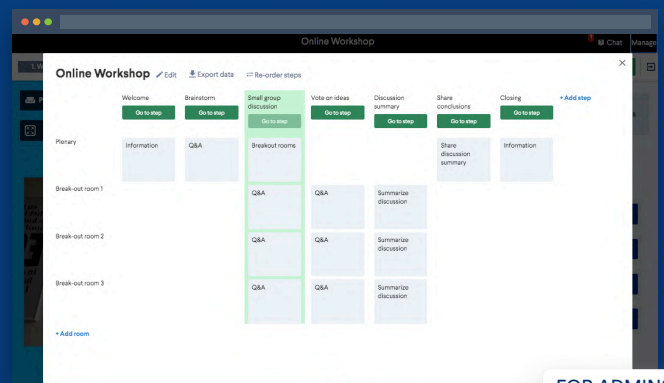 Online Workshop
Chat
Manage
1. W
Online Workshop
Edit
Export data
Re-order steps
Welcome
Go to step
Brainstorm
Go to step
Small group
discussion
Go to step
Vote on ideas
Go to step
Discussion
summary
Go to step
Share
conclusions
Go to step
Closing
Go to step
+ Add step
Plenary
Information
Q&A
Breakout rooms
Share
discussion
summary
Information
Break-out room 1
Q&A
Q&A
Summarize
discussion
Break-out room 2
Q&A
Q&A
Summarize
discussion
Break-out room 3
Q&A
Q&A
Summarize
discussion
+ Add room